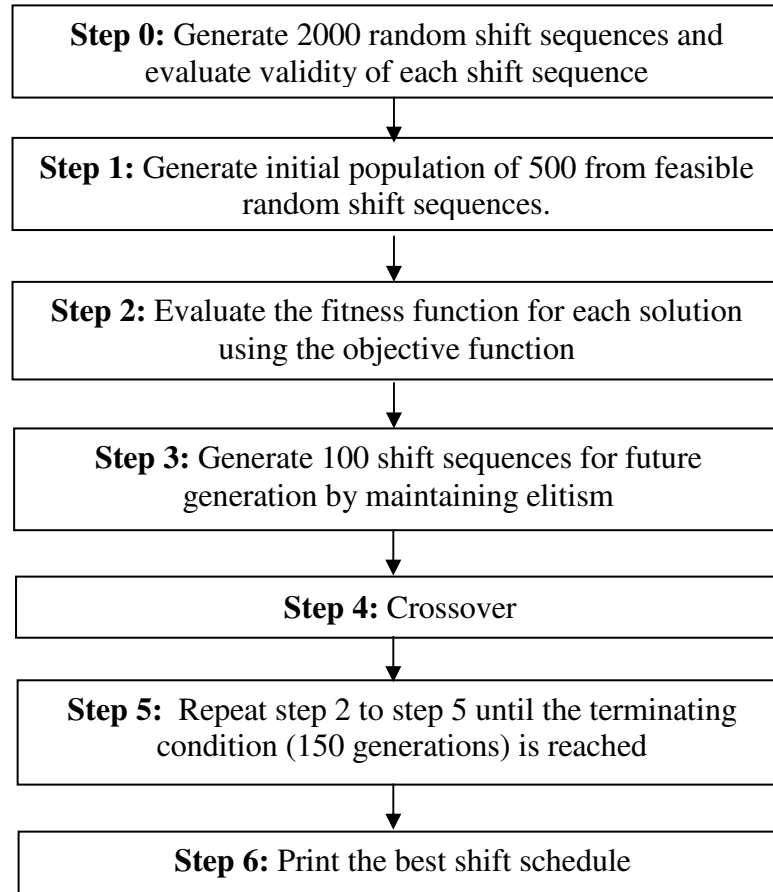 Step 0: Generate 2000 random shift sequences and
evaluate validity of each shift sequence
Step 1: Generate initial population of 500 from feasible
random shift sequences.
Step 2: Evaluate the fitness function for each solution
using the objective function
Step 3: Generate 100 shift sequences for future
generation by maintaining elitism
Step 4: Crossover
Step 5: Repeat step 2 to step 5 until the terminating
condition (150 generations) is reached
Step 6: Print the best shift schedule